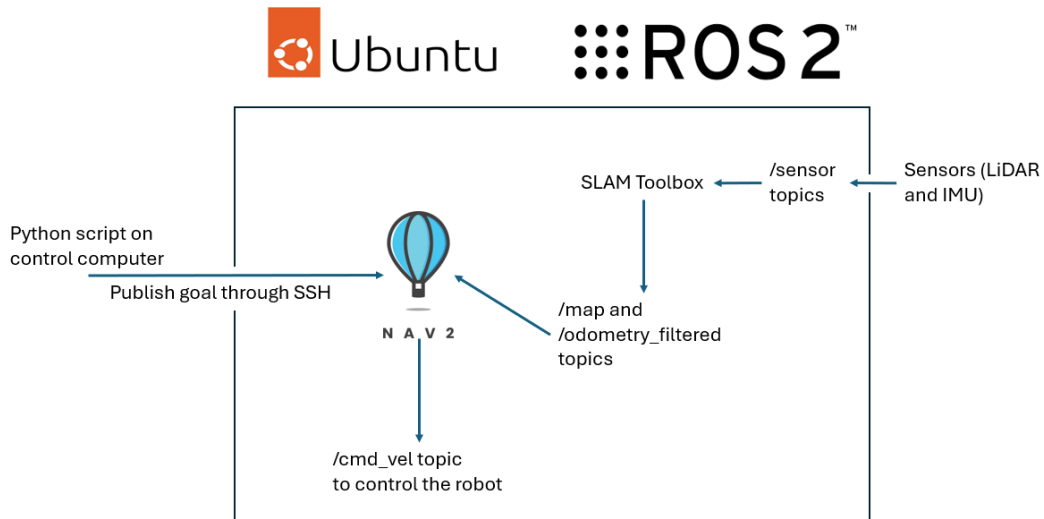 Ubuntu
ROS 2™
SLAM Toolbox
/sensor
topics
Sensors (LiDAR
and IMU)
Python script on
control computer
Publish goal through SSH
NAV2
/map and
/odometry_filtered
topics
/cmd_vel topic
to control the robot